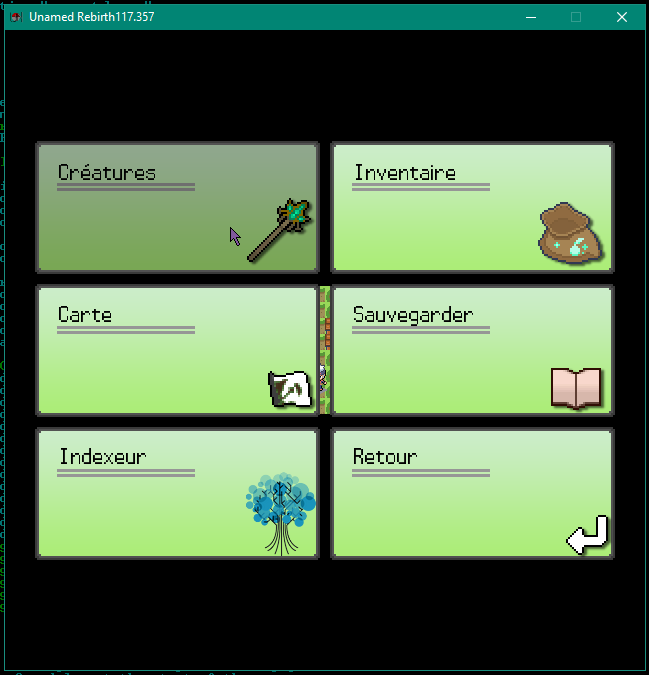 Unamed Rebirth117.357
Créatures
Inventaire
Carte
Sauvegarder
Indexeur
Retour